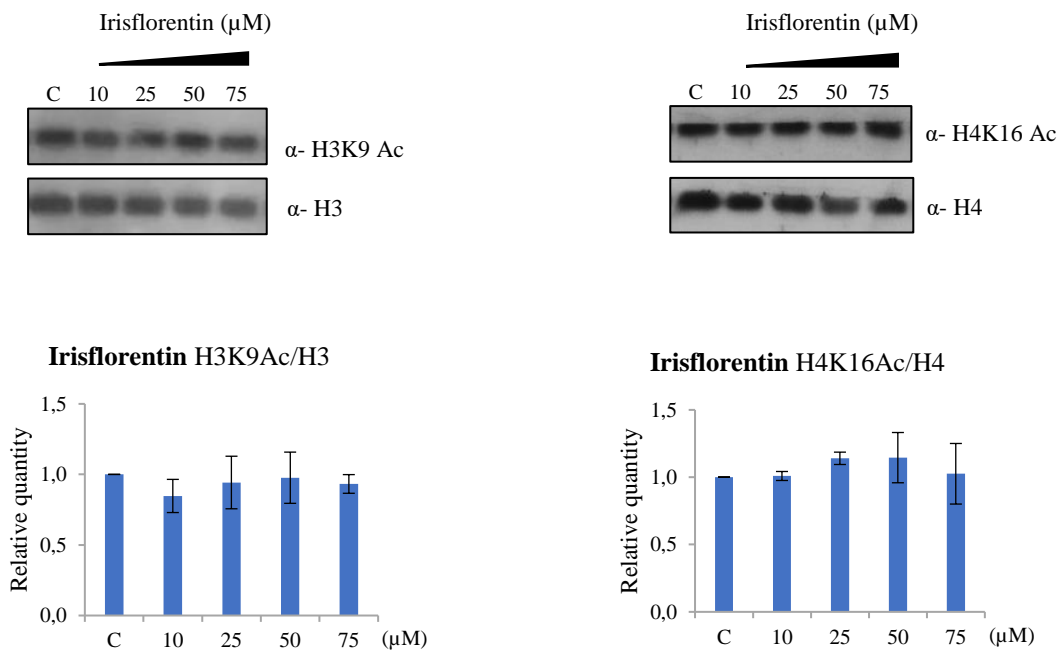 Irisflorentin (µM)
C 10 25 50 75
α- H3K9 Ac
α- H3
Irisflorentin (µM)
C 10 25 50 75
α- H4K16 Ac
α- H4
Irisflorentin H3K9Ac/H3
Relative quantity
1,5
1,0
0,5
0,0
C 10 25 50 75 (µM)
Irisflorentin H4K16Ac/H4
Relative quantity
1,5
1,0
0,5
0,0
C 10 25 50 75 (µM)